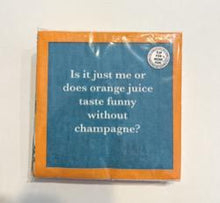 Is it just me or
does orange juice
taste funny
without
champagne?